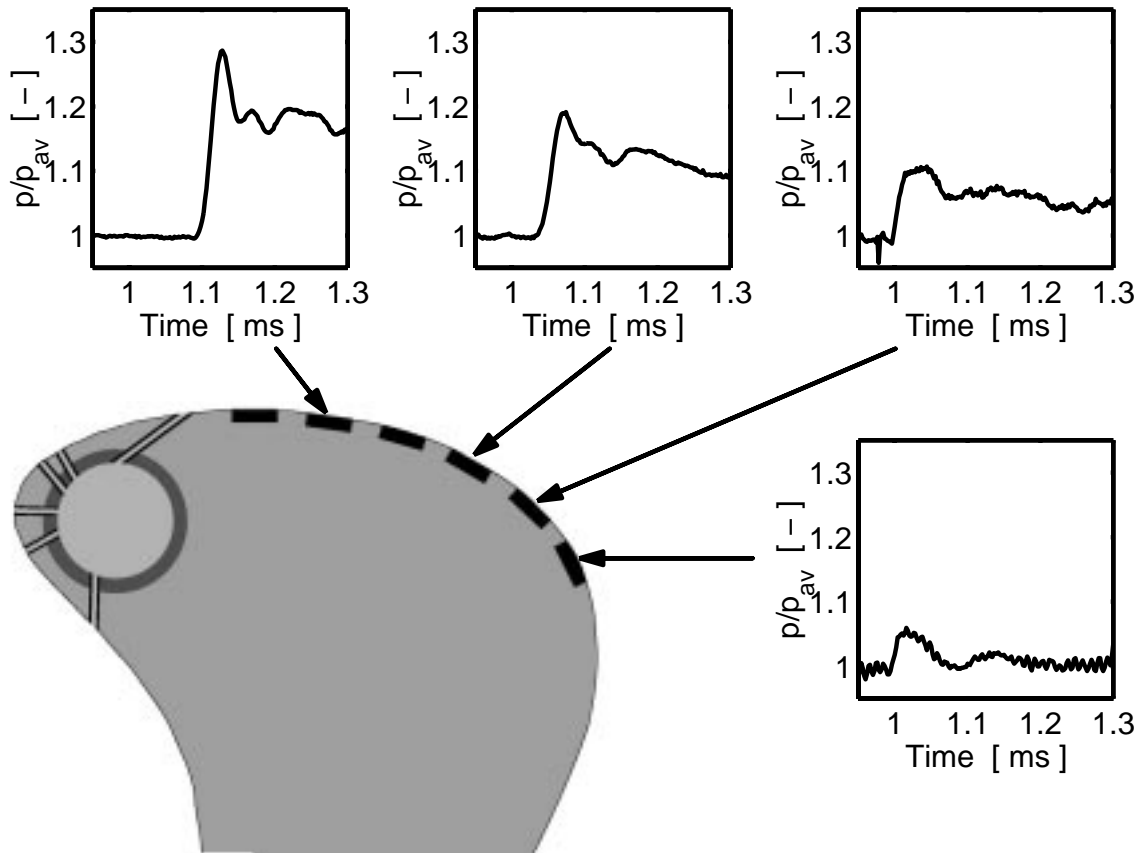 1.3
1.2
1.1
1
p/p_av [ – ]
1 1.1 1.2 1.3
Time [ ms ]
1.3
1.2
1.1
1
p/p_av [ – ]
1 1.1 1.2 1.3
Time [ ms ]
1.3
1.2
1.1
1
p/p_av [ – ]
1 1.1 1.2 1.3
Time [ ms ]
1.3
1.2
1.1
1
p/p_av [ – ]
1 1.1 1.2 1.3
Time [ ms ]